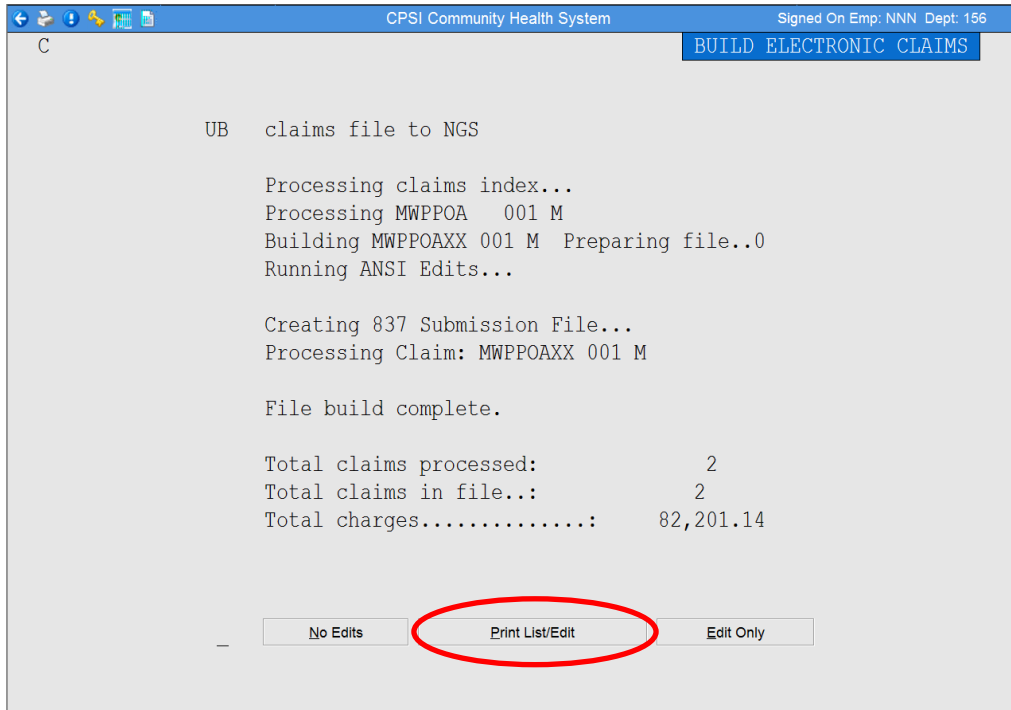 CPSI Community Health System Signed On Emp: NNN Dept: 156
C BUILD ELECTRONIC CLAIMS
UB claims file to NGS
Processing claims index...
Processing MWPPOA 001 M
Building MWPPOAXX 001 M Preparing file..0
Running ANSI Edits...
Creating 837 Submission File...
Processing Claim: MWPPOAXX 001 M
File build complete.
Total claims processed: 2
Total claims in file..: 2
Total charges..............: 82,201.14
_ No Edits Print List/Edit Edit Only